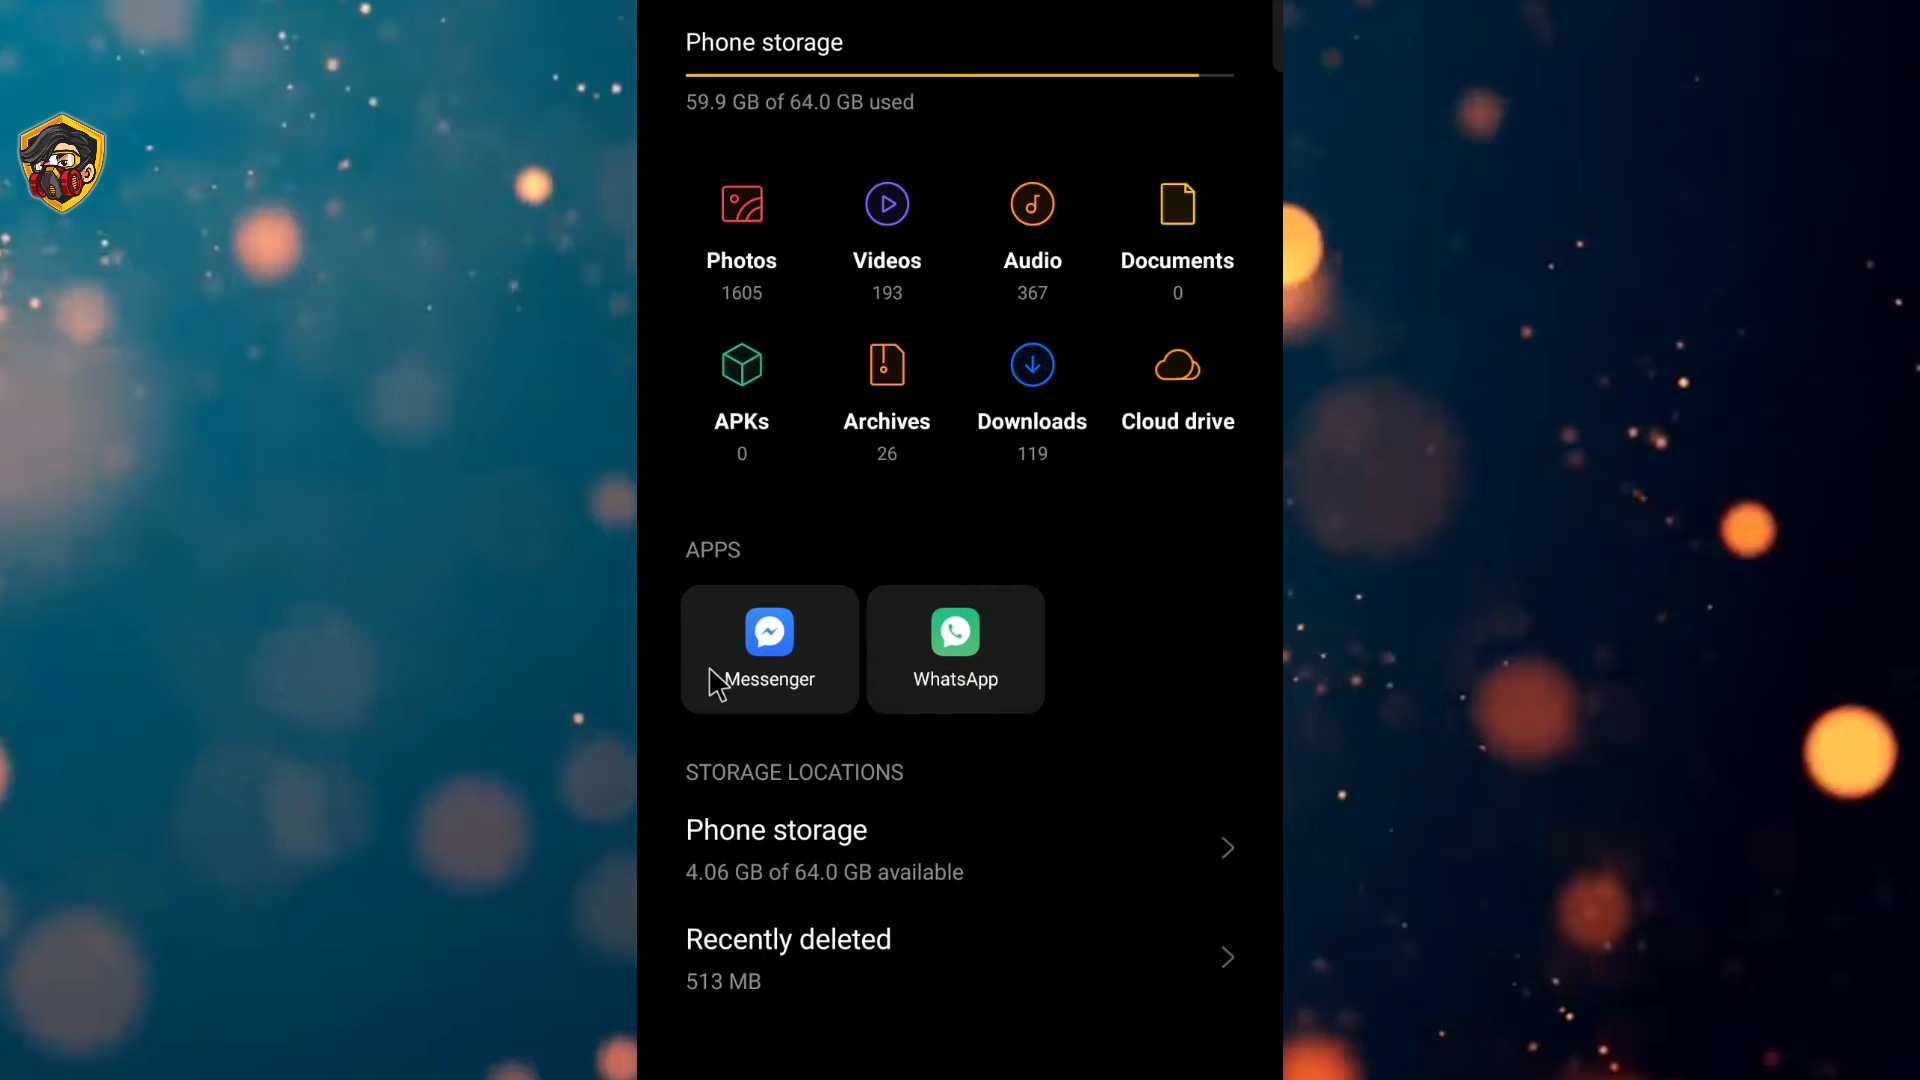 Phone storage
59.9 GB of 64.0 GB used
Photos
1605
Videos
193
Audio
367
Documents
0
APKs
0
Archives
26
Downloads
119
Cloud drive
APPS
Messenger
WhatsApp
STORAGE LOCATIONS
Phone storage
4.06 GB of 64.0 GB available
Recently deleted
513 MB